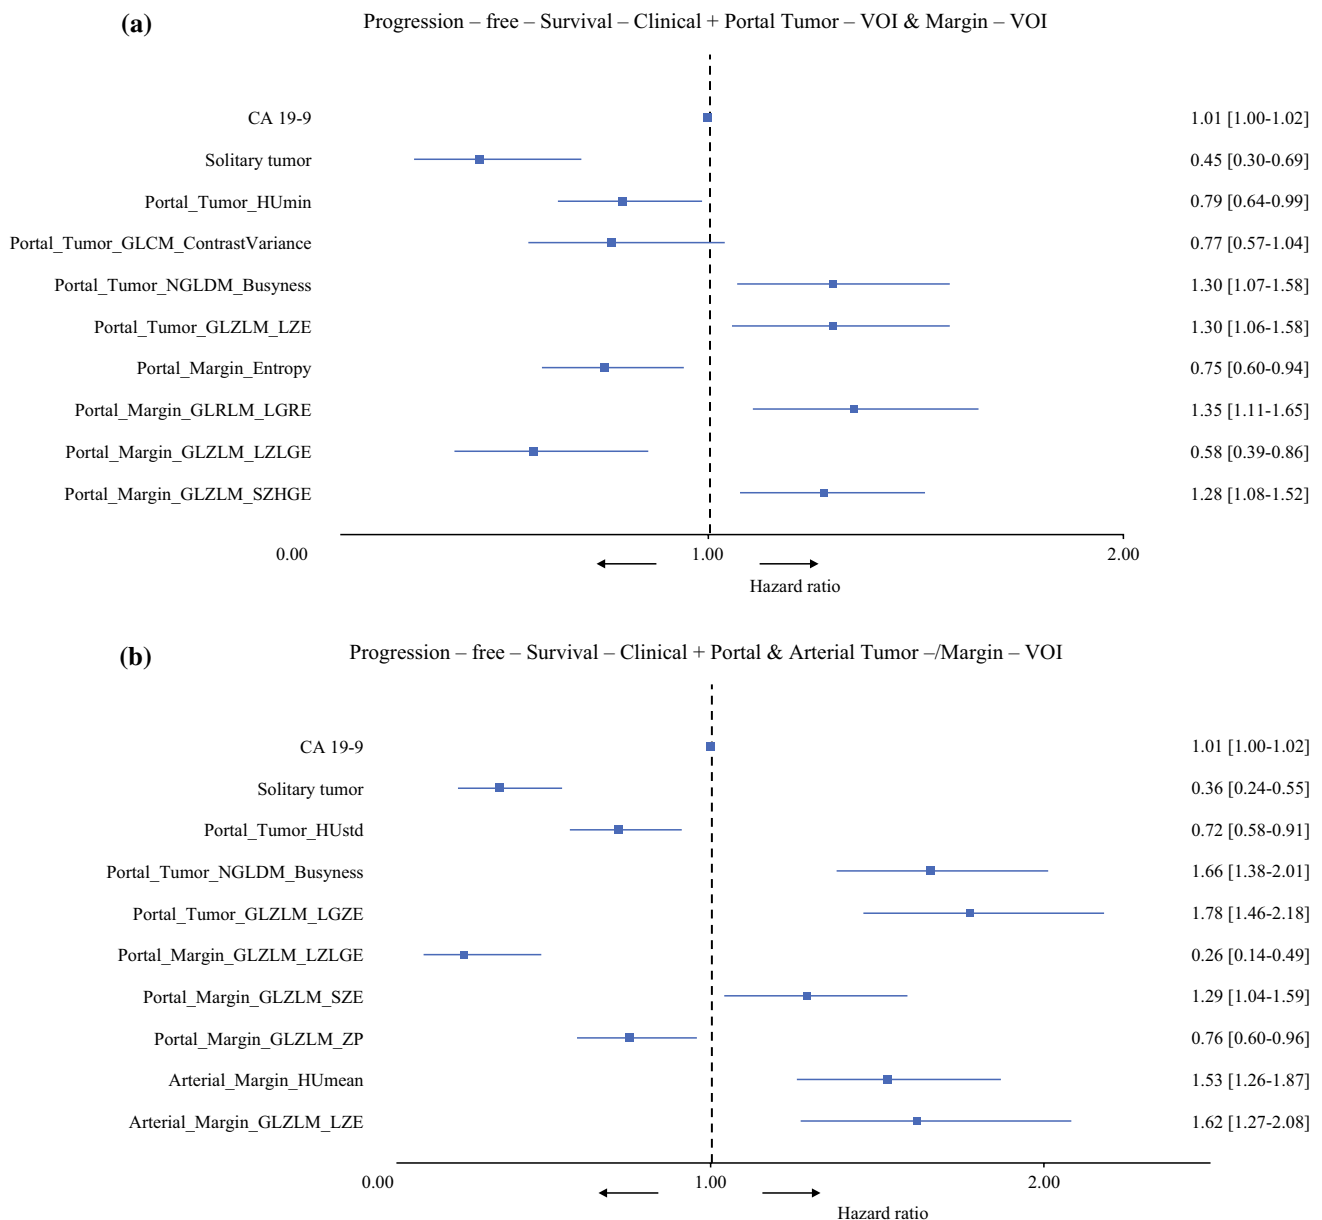 (a)
Progression – free – Survival – Clinical + Portal Tumor – VOI & Margin – VOI
CA 19-9 1.01 [1.00-1.02]
Solitary tumor 0.45 [0.30-0.69]
Portal_Tumor_HUmin 0.79 [0.64-0.99]
Portal_Tumor_GLCM_ContrastVariance 0.77 [0.57-1.04]
Portal_Tumor_NGLDM_Busyness 1.30 [1.07-1.58]
Portal_Tumor_GLZLM_LZE 1.30 [1.06-1.58]
Portal_Margin_Entropy 0.75 [0.60-0.94]
Portal_Margin_GLRLM_LGRE 1.35 [1.11-1.65]
Portal_Margin_GLZLM_LZLGE 0.58 [0.39-0.86]
Portal_Margin_GLZLM_SZHGE 1.28 [1.08-1.52]
0.00 1.00 2.00
Hazard ratio
(b)
Progression – free – Survival – Clinical + Portal & Arterial Tumor –/Margin – VOI
CA 19-9 1.01 [1.00-1.02]
Solitary tumor 0.36 [0.24-0.55]
Portal_Tumor_HUstd 0.72 [0.58-0.91]
Portal_Tumor_NGLDM_Busyness 1.66 [1.38-2.01]
Portal_Tumor_GLZLM_LGZE 1.78 [1.46-2.18]
Portal_Margin_GLZLM_LZLGE 0.26 [0.14-0.49]
Portal_Margin_GLZLM_SZE 1.29 [1.04-1.59]
Portal_Margin_GLZLM_ZP 0.76 [0.60-0.96]
Arterial_Margin_HUmean 1.53 [1.26-1.87]
Arterial_Margin_GLZLM_LZE 1.62 [1.27-2.08]
0.00 1.00 2.00
Hazard ratio